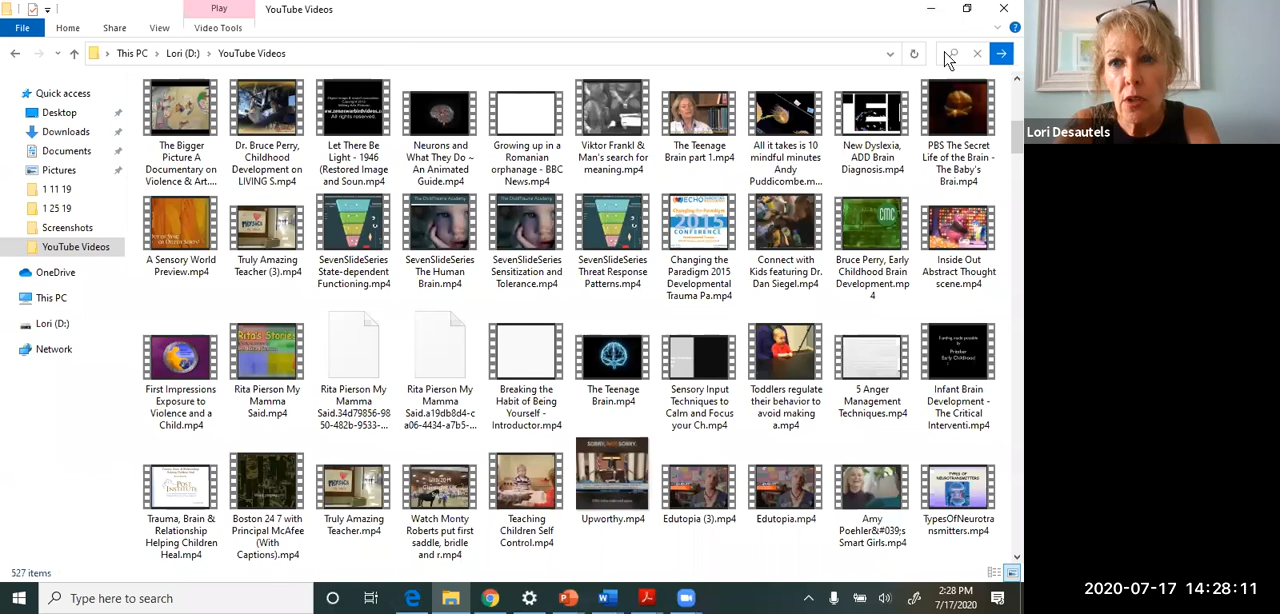 Play
YouTube Videos
File
Home
Share
View
Video Tools
This PC
Lori (D:)
YouTube Videos
Quick access
Desktop
Downloads
Documents
Pictures
1 11 19
1 25 19
Screenshots
YouTube Videos
OneDrive
This PC
Lori (D:)
Network
The Bigger
Picture A
Documentary on
Violence & Art....
Dr. Bruce Perry,
Childhood
Development on
LIVING S.mp4
Let There Be
Light - 1946
(Restored Image
and Soun.mp4
Neurons and
What They Do ~
An Animated
Guide.mp4
Growing up in a
Romanian
orphanage - BBC
News.mp4
Viktor Frankl &
Man's search for
meaning.mp4
The Teenage
Brain part 1.mp4
All it takes is 10
mindful minutes
Andy
Puddicombe.m...
New Dyslexia,
ADD Brain
Diagnosis.mp4
PBS The Secret
Life of the Brain -
The Baby's
Brai.mp4
A Sensory World
Preview.mp4
Truly Amazing
Teacher (3).mp4
SevenSlideSeries
State-dependent
Functioning.mp4
SevenSlideSeries
The Human
Brain.mp4
SevenSlideSeries
Sensitization and
Tolerance.mp4
SevenSlideSeries
Threat Response
Patterns.mp4
Changing the
Paradigm 2015
Developmental
Trauma Pa.mp4
Connect with
Kids featuring Dr.
Dan Siegel.mp4
Bruce Perry, Early
Childhood Brain
Development.mp
4
Inside Out
Abstract Thought
scene.mp4
First Impressions
Exposure to
Violence and a
Child.mp4
Rita Pierson My
Mamma
Said.mp4
Rita Pierson My
Mamma
Said.34d79856-98
50-482b-9533-...
Rita Pierson My
Mamma
Said.a19db8d4-c
a06-4434-a7b5-...
Breaking the
Habit of Being
Yourself -
Introductor.mp4
The Teenage
Brain.mp4
Sensory Input
Techniques to
Calm and Focus
your Ch.mp4
Toddlers regulate
their behavior to
avoid making
a.mp4
5 Anger
Management
Techniques.mp4
Infant Brain
Development -
The Critical
Interventi.mp4
Trauma, Brain &
Relationship
Helping Children
Heal.mp4
Boston 24 7 with
Principal McAfee
(With
Captions).mp4
Truly Amazing
Teacher.mp4
Watch Monty
Roberts put first
saddle, bridle
and r.mp4
Teaching
Children Self
Control.mp4
Upworthy.mp4
Edutopia (3).mp4
Edutopia.mp4
Amy
Poehler&#039;s
Smart Girls.mp4
TypesOfNeurotra
nsmitters.mp4
527 items
Type here to search
2:28 PM
7/17/2020
Lori Desautels
2020-07-17 14:28:11